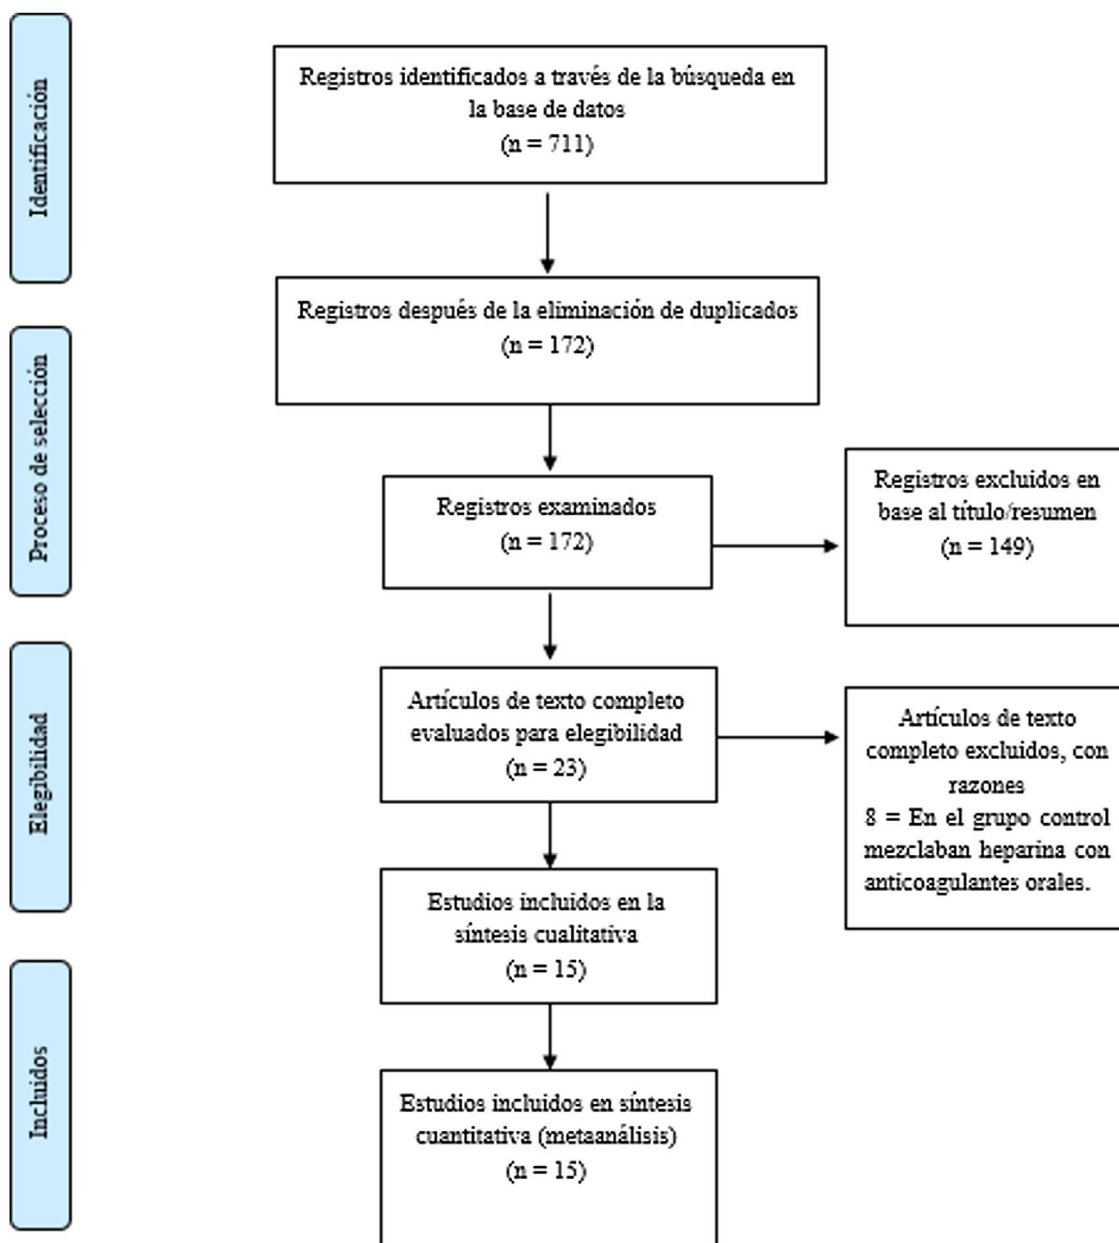 Identificación
Registros identificados a través de la búsqueda en
la base de datos
(n = 711)
Registros después de la eliminación de duplicados
(n = 172)
Proceso de selección
Registros examinados
(n = 172)
Registros excluidos en
base al título/resumen
(n = 149)
Elegibilidad
Artículos de texto completo
evaluados para elegibilidad
(n = 23)
Artículos de texto
completo excluidos, con
razones
8 = En el grupo control
mezclaban heparina con
anticoagulantes orales.
Estudios incluidos en la
síntesis cualitativa
(n = 15)
Incluidos
Estudios incluidos en síntesis
cuantitativa (metaanálisis)
(n = 15)